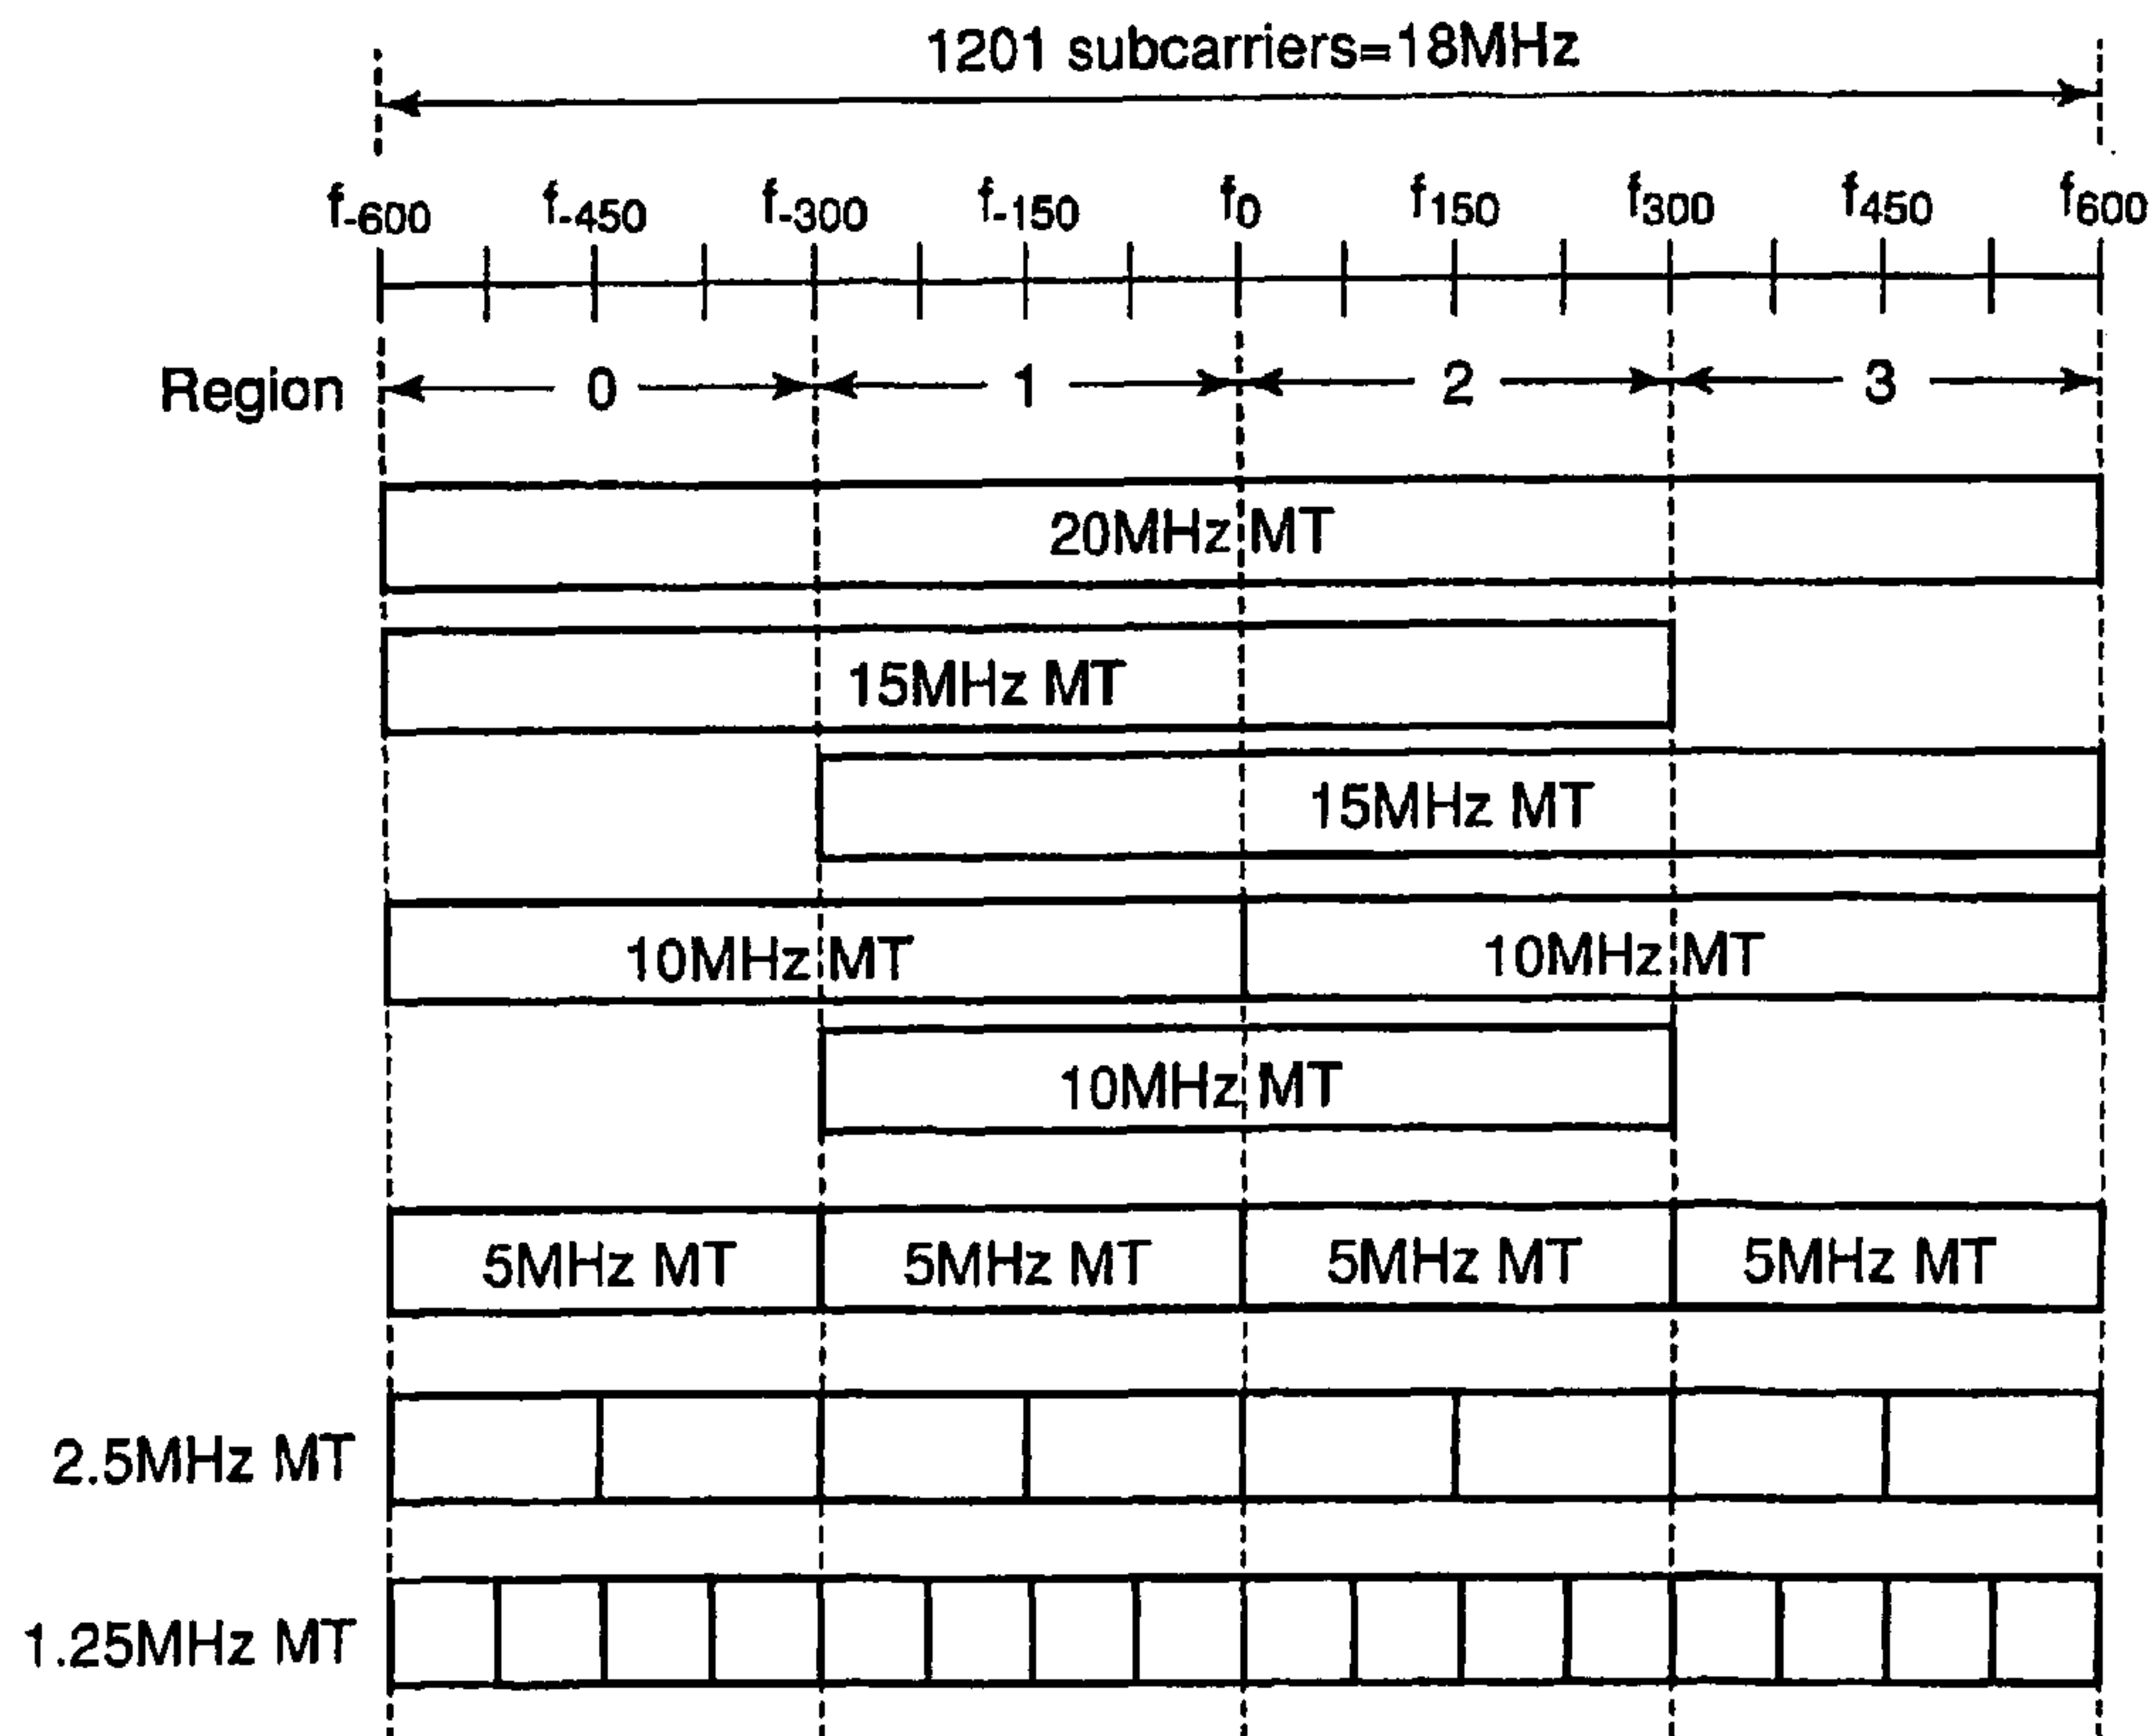 1201 subcarriers=18MHz
f-600 f-450 f-300 f-150 f0 f150 f300 f450 f600
Region 0 1 2 3
20MHz MT
15MHz MT
15MHz MT
10MHz MT 10MHz MT
10MHz MT
5MHz MT 5MHz MT 5MHz MT 5MHz MT
2.5MHz MT
1.25MHz MT